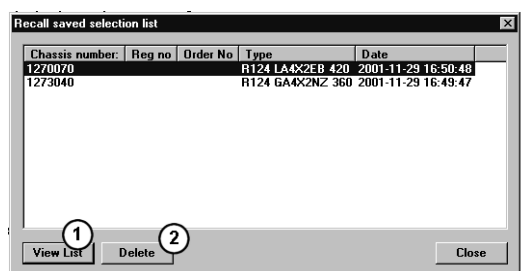 Recall saved selection list
Chassis number: Reg no Order No Type Date
1270070 R124 LA4X2EB 420 2001-11-29 16:50:48
1273040 R124 GA4X2NZ 360 2001-11-29 16:49:47
1 2
View List Delete Close